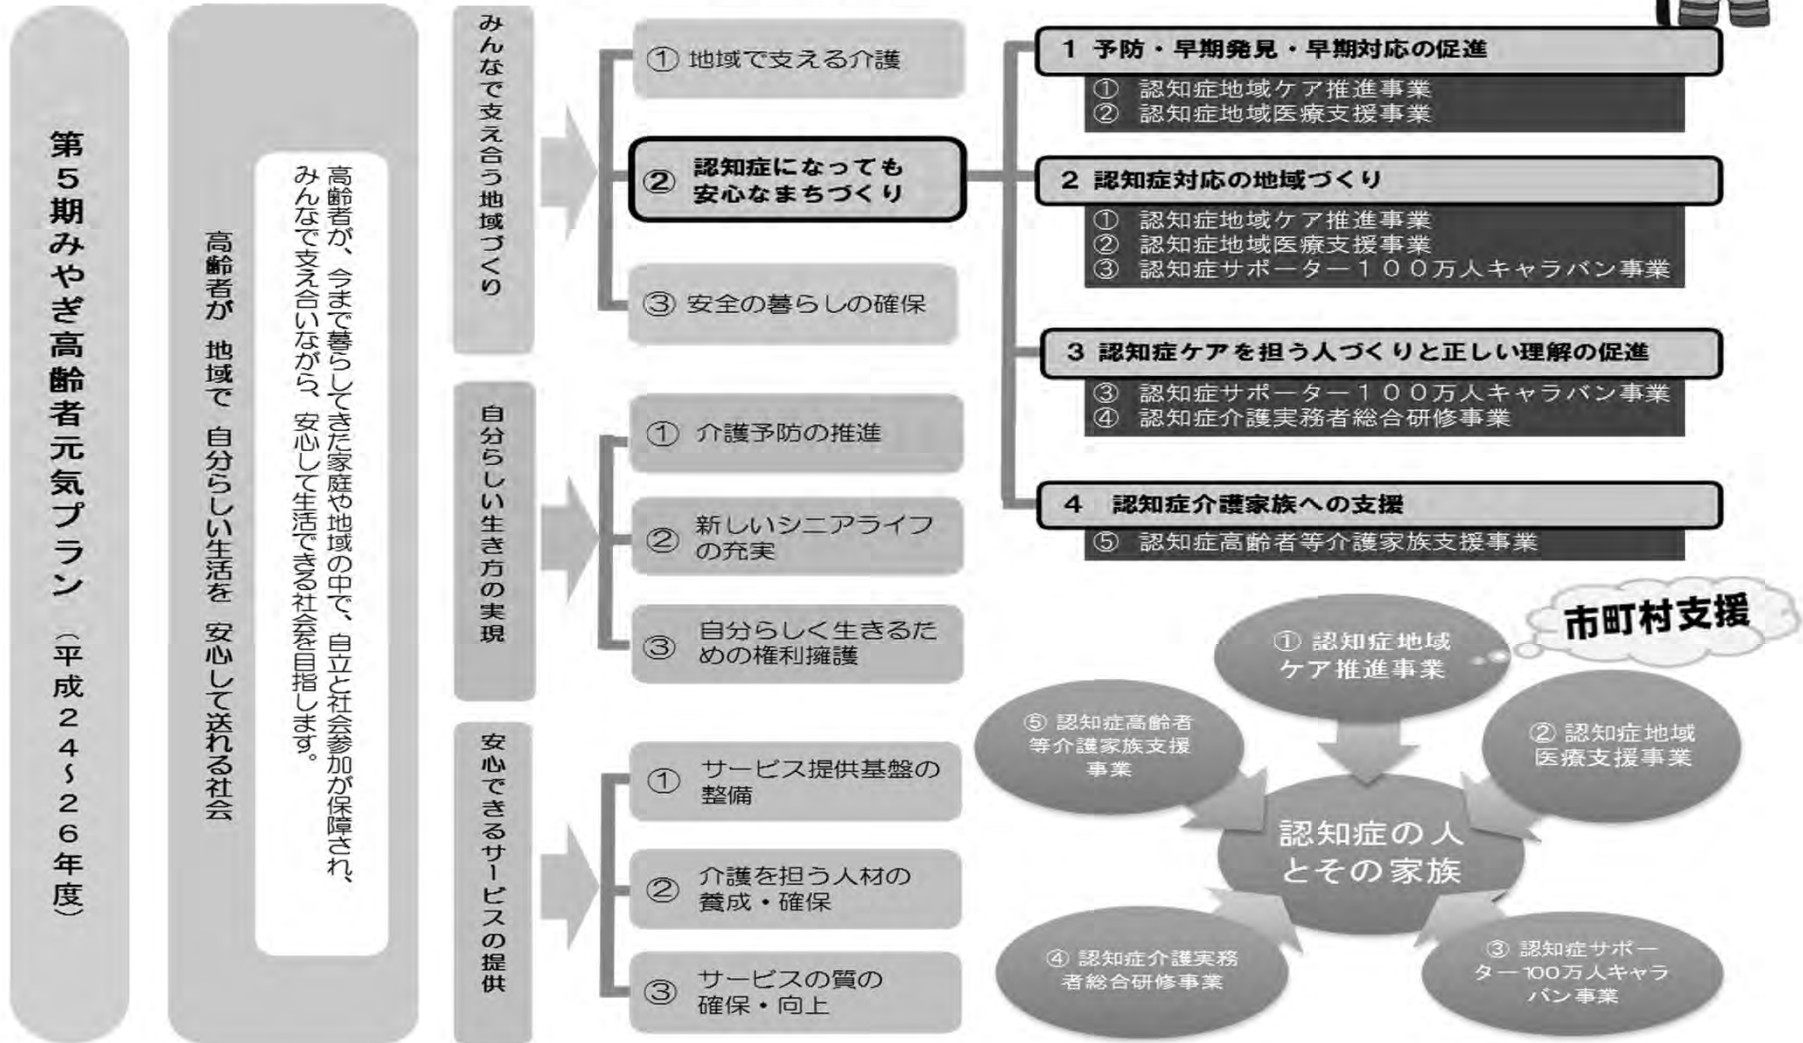 第５期みやぎ高齢者元気プラン（平成２４～２６年度）
高齢者が　地域で　自分らしい生活を　安心して送れる社会
高齢者が、今まで暮らしてきた家庭や地域の中で、自立と社会参加が保障され、
みんなで支え合いながら、安心して生活できる社会を目指します。
みんなで支え合う地域づくり
① 地域で支える介護
② 認知症になっても
安心なまちづくり
③ 安全の暮らしの確保
自分らしい生き方の実現
① 介護予防の推進
② 新しいシニアライフ
の充実
③ 自分らしく生きるた
めの権利擁護
安心できるサービスの提供
① サービス提供基盤の
整備
② 介護を担う人材の
養成・確保
③ サービスの質の
確保・向上
１ 予防・早期発見・早期対応の促進
① 認知症地域ケア推進事業
② 認知症地域医療支援事業
２ 認知症対応の地域づくり
① 認知症地域ケア推進事業
② 認知症地域医療支援事業
③ 認知症サポーター１００万人キャラバン事業
３ 認知症ケアを担う人づくりと正しい理解の促進
③ 認知症サポーター１００万人キャラバン事業
④ 認知症介護実務者総合研修事業
４ 認知症介護家族への支援
⑤ 認知症高齢者等介護家族支援事業
市町村支援
① 認知症地域
ケア推進事業
② 認知症地域
医療支援事業
③ 認知症サポー
ター100万人キャラ
バン事業
④ 認知症介護実務
者総合研修事業
⑤ 認知症高齢者
等介護家族支援
事業
認知症の人
とその家族